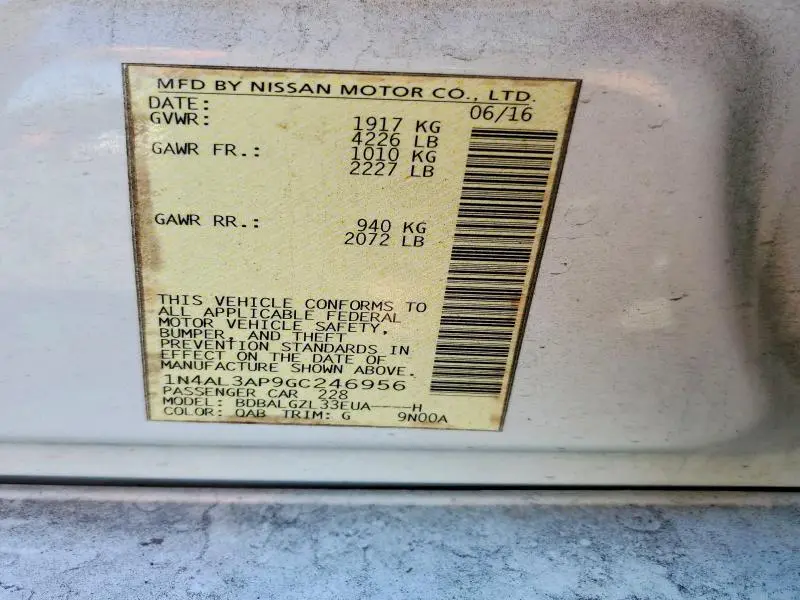 MFD BY NISSAN MOTOR CO., LTD.
DATE: 06/16
GVWR: 1917 KG
4226 LB
GAWR FR.: 1010 KG
2227 LB
GAWR RR.: 940 KG
2072 LB
THIS VEHICLE CONFORMS TO
ALL APPLICABLE FEDERAL
MOTOR VEHICLE SAFETY,
BUMPER, AND THEFT
PREVENTION STANDARDS IN
EFFECT ON THE DATE OF
MANUFACTURE SHOWN ABOVE.
1N4AL3AP9GC246956
PASSENGER CAR 228
MODEL: BDBALGZL33EUA----H
COLOR: QAB TRIM: G 9N00A